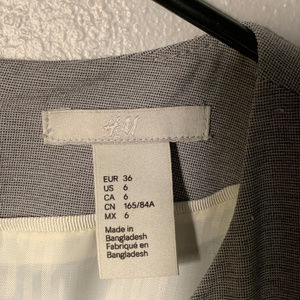 H&M
EUR 36
US 6
CA 6
CN 165/84A
MX 6
Made in
Bangladesh
Fabriqué en
Bangladesh